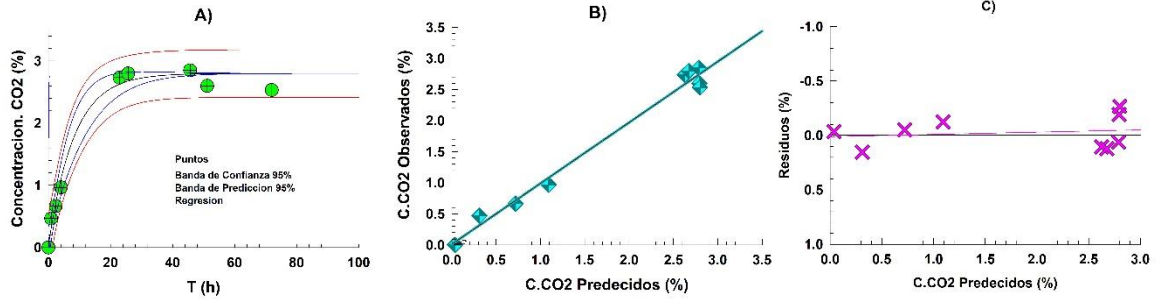 A)
Concentracion. CO2 (%)
3
2
1
0
Puntos
Banda de Confianza 95%
Banda de Prediccion 95%
Regresion
0 20 40 60 80 100
T (h)
B)
C.CO2 Observados (%)
3.5
3.0
2.5
2.0
1.5
1.0
0.5
0.0
0.0 0.5 1.0 1.5 2.0 2.5 3.0 3.5
C.CO2 Predecidos (%)
C)
Residuos (%)
-1.0
-0.5
0.0
0.5
1.0
0.0 0.5 1.0 1.5 2.0 2.5 3.0
C.CO2 Predecidos (%)